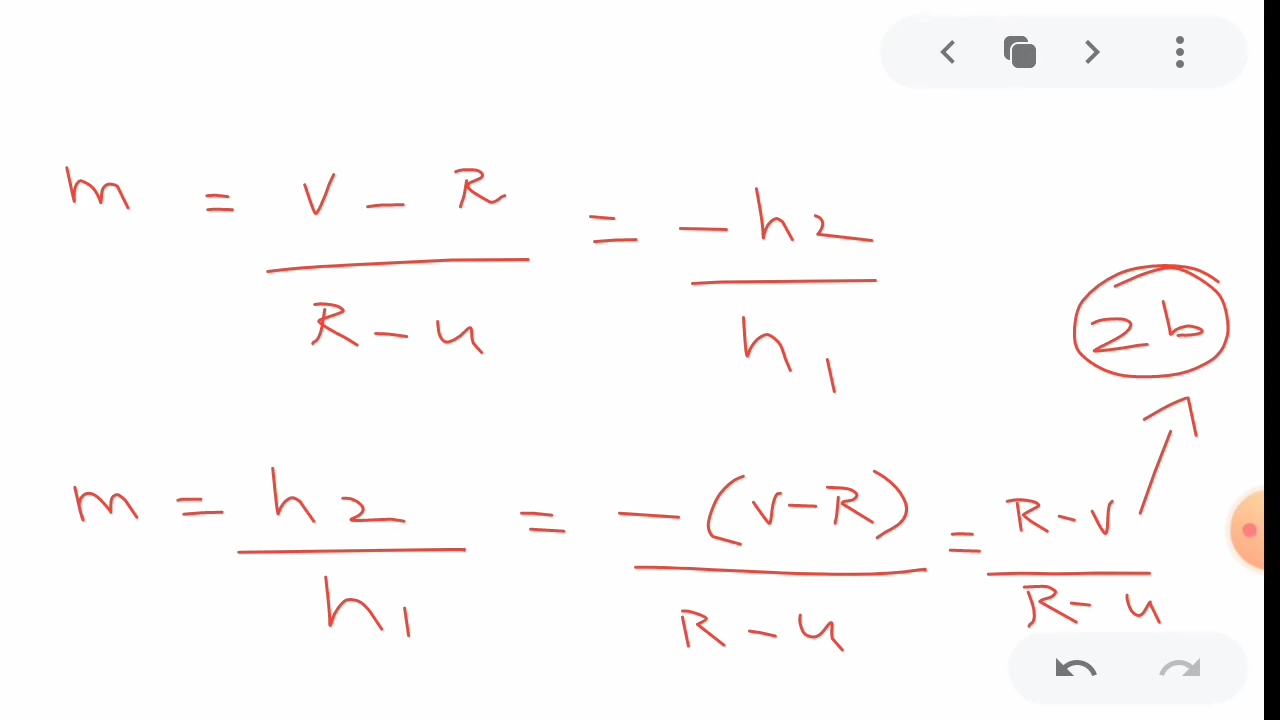 m = v - R / R - u = - h2 / h1
2b
m = h2 / h1 = - (v - R) / R - u = R - v / R - u